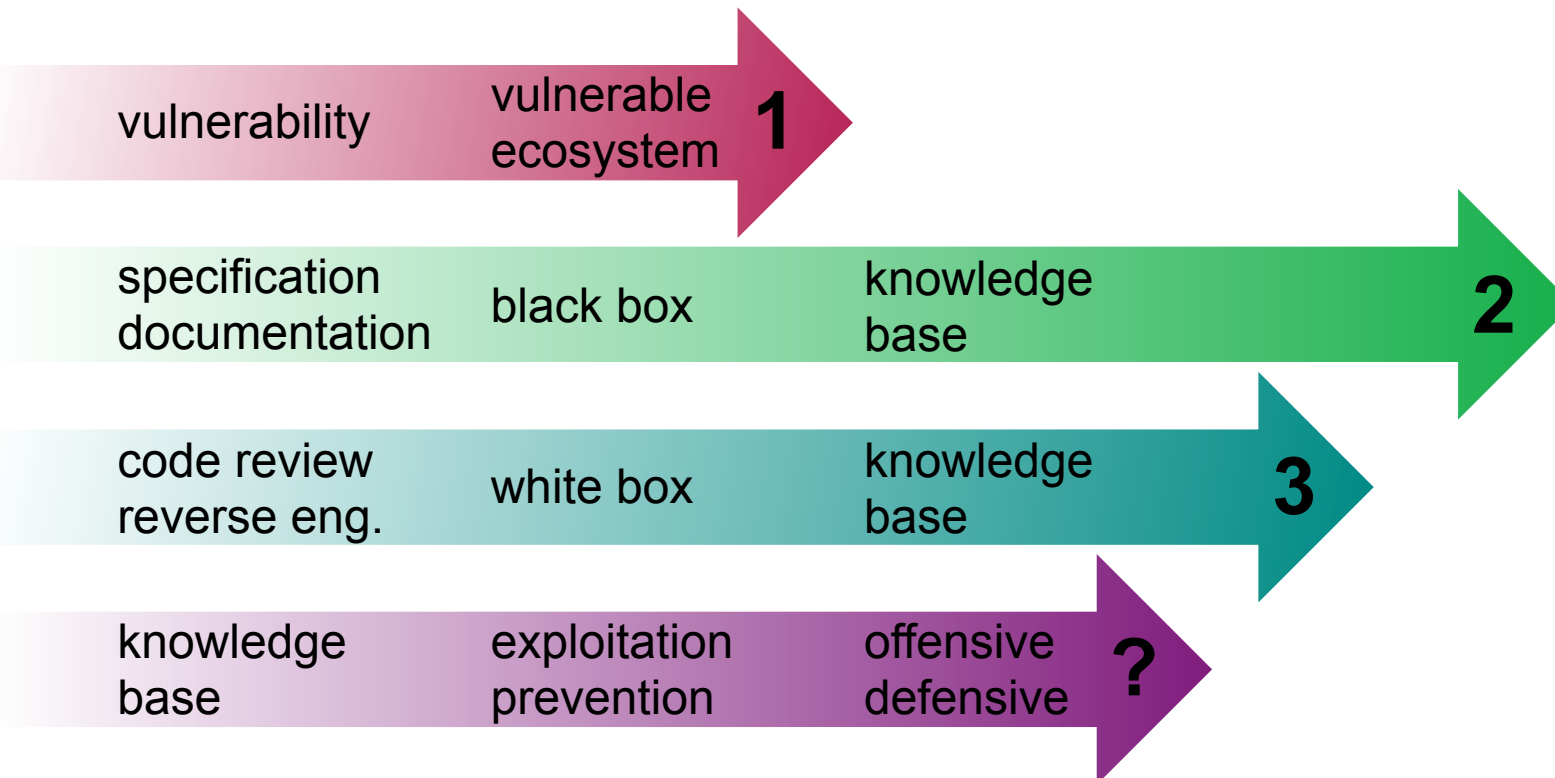 vulnerability
vulnerable
ecosystem
1
specification
documentation
black box
knowledge
base
2
code review
reverse eng.
white box
knowledge
base
3
knowledge
base
exploitation
prevention
offensive
defensive
?